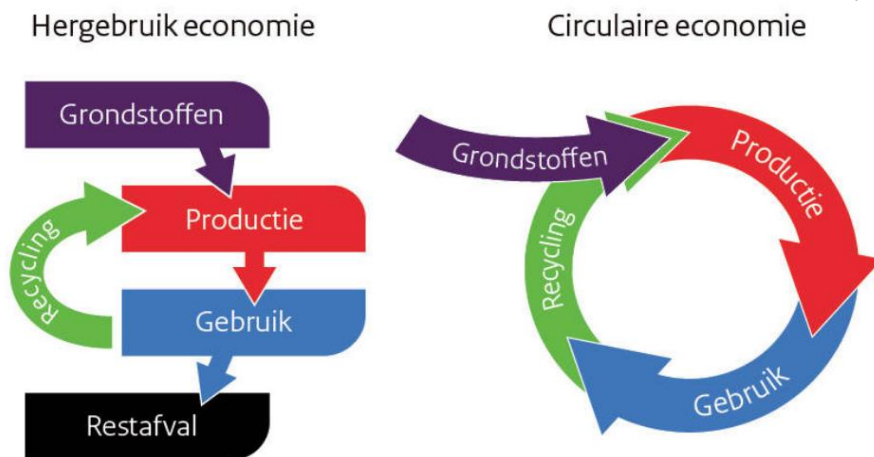 Hergebruik economie
Grondstoffen
Productie
Recycling
Gebruik
Restafval
Circulaire economie
Grondstoffen
Productie
Recycling
Gebruik